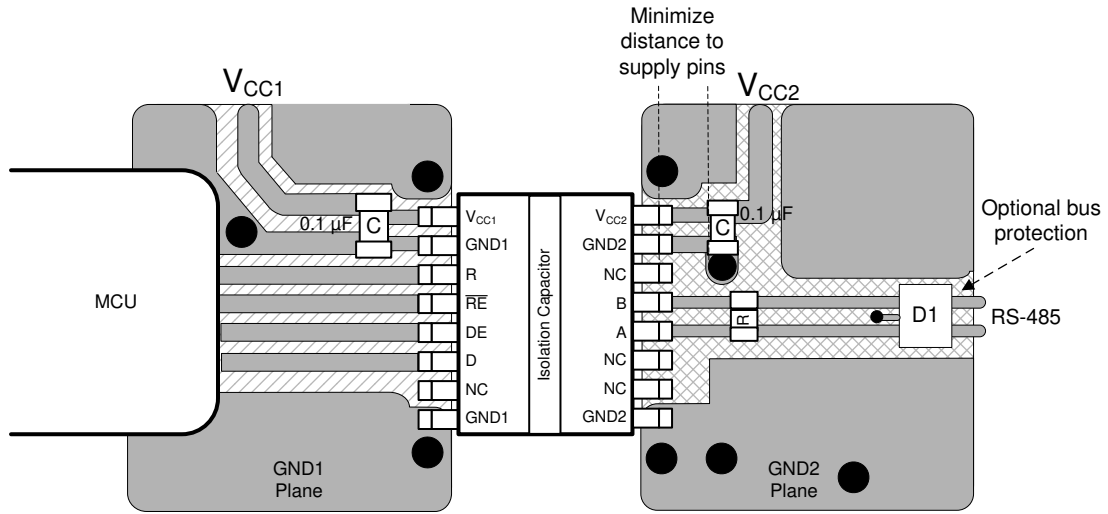 Minimize
distance to
supply pins
VCC1
VCC2
0.1 µF
C
C
0.1 µF
Optional bus
protection
MCU
VCC1
GND1
R
RE
DE
D
NC
GND1
Isolation Capacitor
VCC2
GND2
NC
B
A
NC
NC
GND2
R
D1
RS-485
GND1
Plane
GND2
Plane